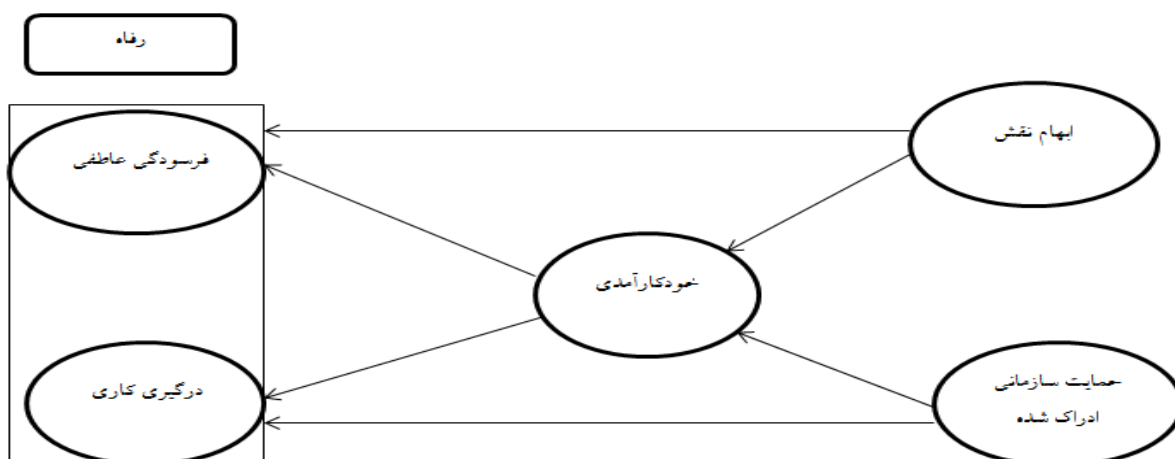 رفاه
ابهام نقش
فرسودگی عاطفی
خودکارآمدی
حمایت سازمانی
ادراک شده
درگیری کاری